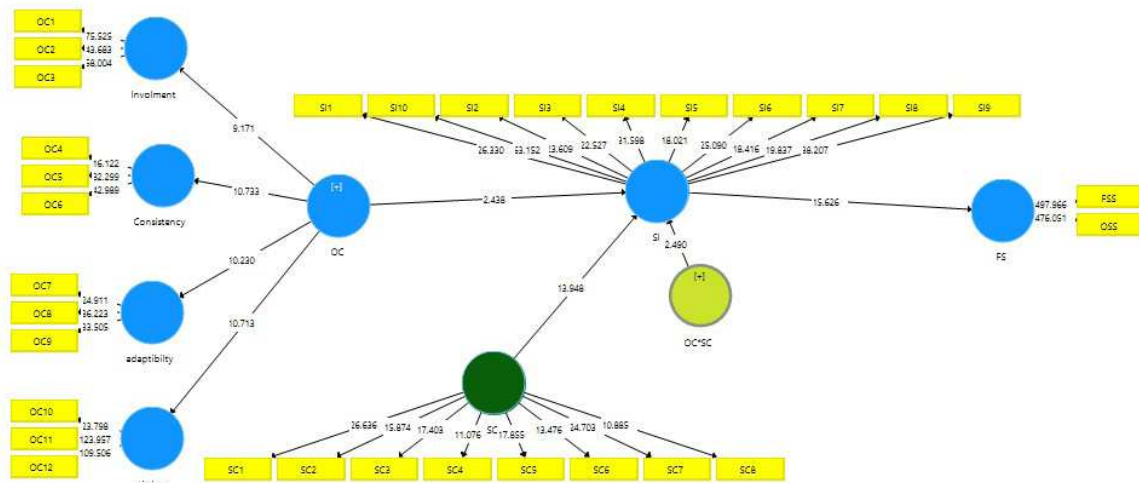 OC1
75.525
OC2
43.683
OC3
58.004
Involment
SI1
SI10
SI2
SI3
SI4
SI5
SI6
SI7
SI8
SI9
9.171
26.330
53.152
23.609
22.527
31.598
18.021
25.090
18.416
19.837
38.207
OC4
16.122
OC5
32.299
OC6
42.989
Consistency
10.733
[+]
OC
2.438
SI
15.626
FS
497.966
FSS
476.051
OSS
2.490
[+]
OC*SC
10.230
13.948
OC7
24.911
OC8
36.223
OC9
33.505
adaptibilty
10.713
OC10
23.798
OC11
123.957
OC12
109.506
SC
26.636
15.874
17.403
11.076
17.855
13.476
24.703
10.885
SC1
SC2
SC3
SC4
SC5
SC6
SC7
SC8